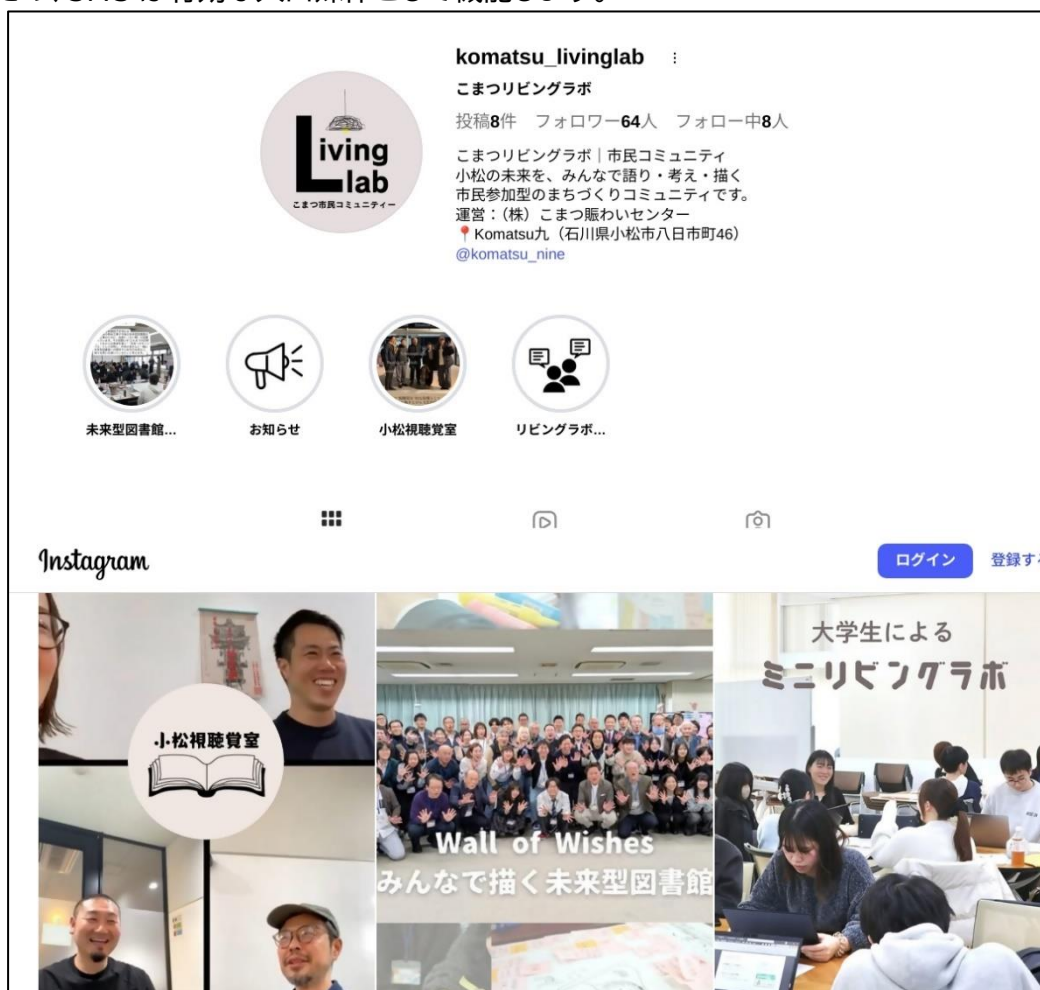 komatsu_livinglab
こまつリビングラボ
投稿8件 フォロワー64人 フォロー中8人
こまつリビングラボ｜市民コミュニティ
小松の未来を、みんなで語り・考え・描く
市民参加型のまちづくりコミュニティです。
運営：（株）こまつ賑わいセンター
📍Komatsu九（石川県小松市八日市町46）
@komatsu_nine
Living
lab
こまつ市民コミュニティー
未来型図書館...
お知らせ
小松視聴覚室
リビングラボ...
Instagram
ログイン
登録する
小松視聴覚室
Wall of Wishes
みんなで描く未来型図書館
大学生による
ミニリビングラボ